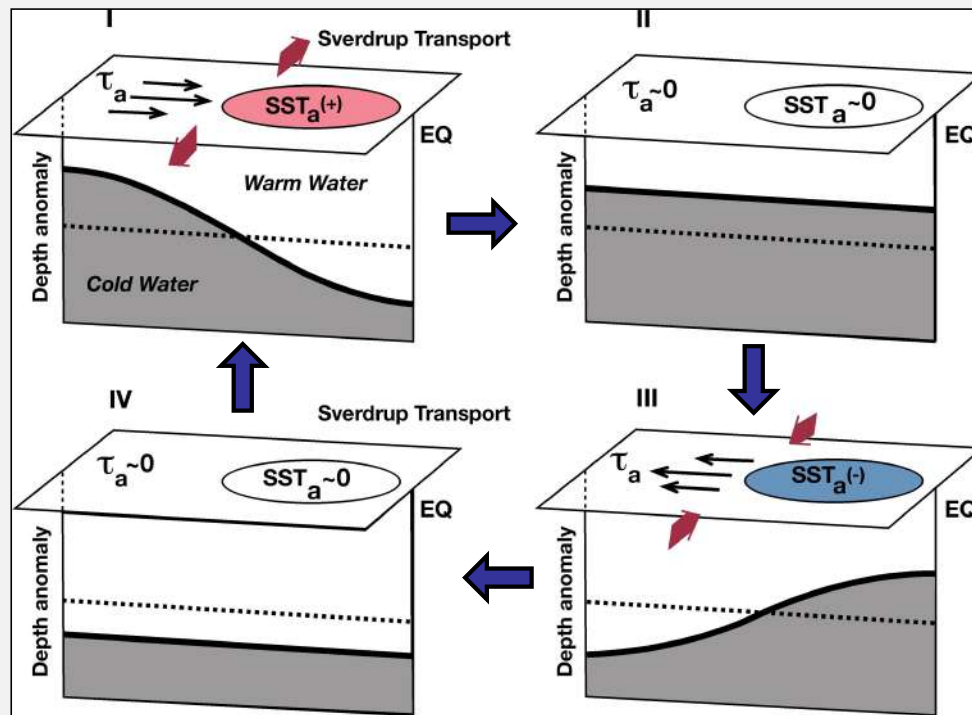 I
Sverdrup Transport
τa
SSTa(+)
EQ
Depth anomaly
Warm Water
Cold Water
II
τa~0
SSTa~0
EQ
Depth anomaly
IV
Sverdrup Transport
τa~0
SSTa~0
EQ
Depth anomaly
III
τa
SSTa(-)
EQ
Depth anomaly